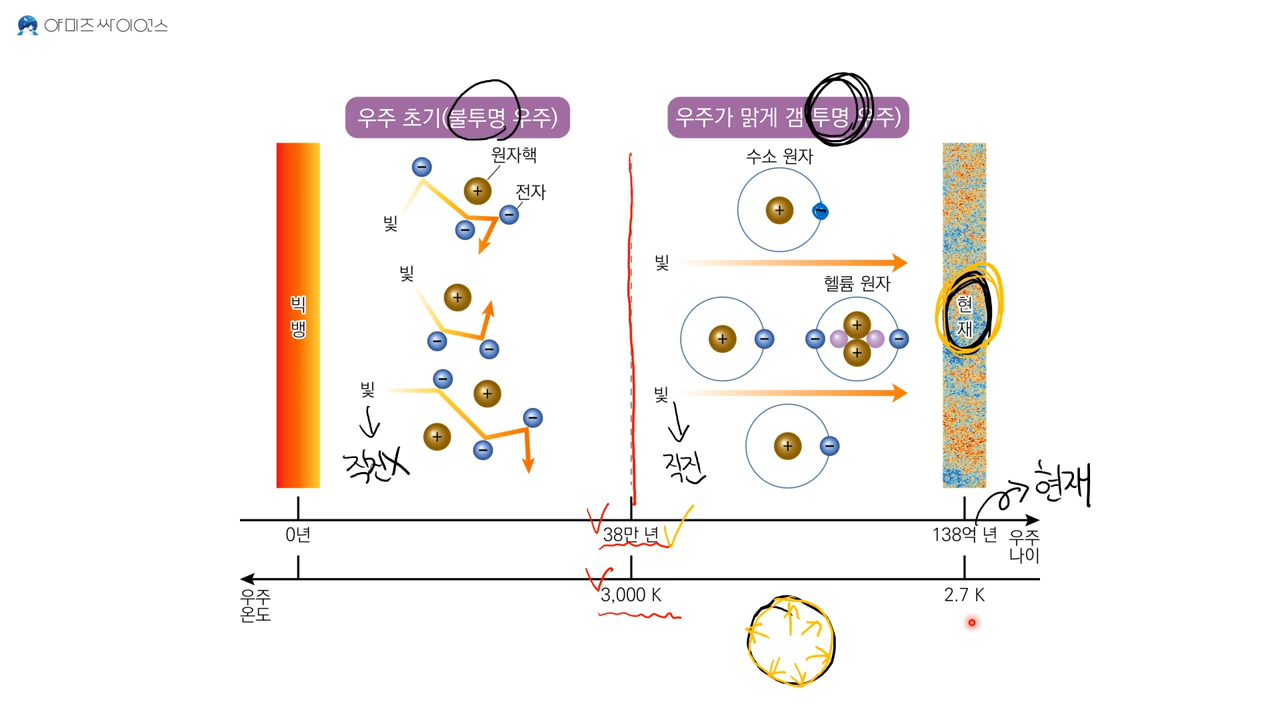 아미즈 싸이언스
우주 초기(불투명 우주)
우주가 맑게 갬(투명 우주)
원자핵
전자
빛
빛
빛
직진X
빅
뱅
수소 원자
빛
헬륨 원자
빛
직진
현
재
현재
0년
38만 년
138억 년
우주
나이
우주
온도
3,000 K
2.7 K